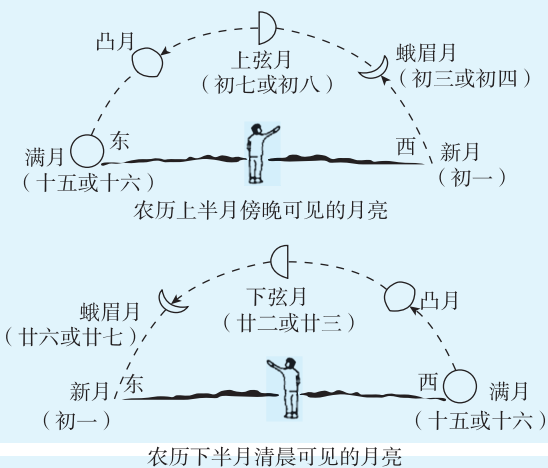 凸月
上弦月
（初七或初八）
蛾眉月
（初三或初四）
东
满月
（十五或十六）
西
新月
（初一）
农历上半月傍晚可见的月亮
蛾眉月
（廿六或廿七）
下弦月
（廿二或廿三）
凸月
新月
（初一）
东
西
满月
（十五或十六）
农历下半月清晨可见的月亮